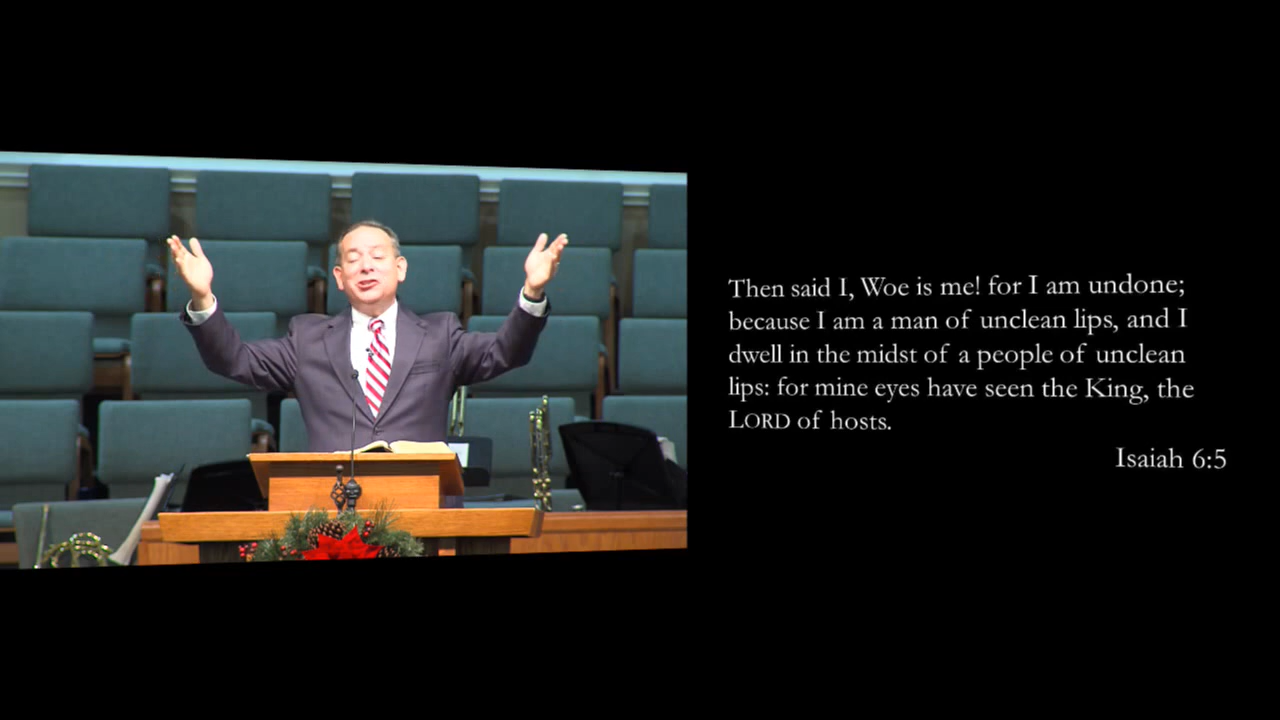 Then said I, Woe is me! for I am undone;
because I am a man of unclean lips, and I
dwell in the midst of a people of unclean
lips: for mine eyes have seen the King, the
LORD of hosts.
Isaiah 6:5